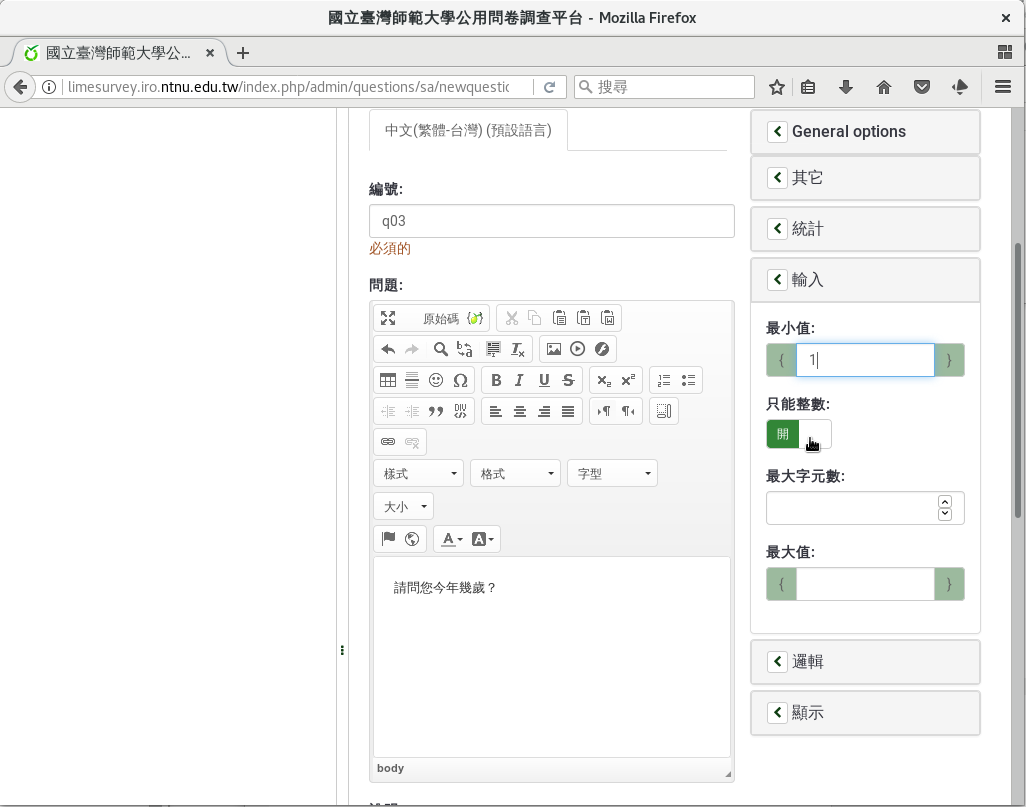 國立臺灣師範大學公用問卷調查平台 - Mozilla Firefox
國立臺灣師範大學公...
limesurvey.iro.ntnu.edu.tw/index.php/admin/questions/sa/newquestic
搜尋
中文(繁體-台灣) (預設語言)
編號:
q03
必須的
問題:
原始碼
樣式
格式
字型
大小
請問您今年幾歲？
body
General options
其它
統計
輸入
最小值:
{ 1 }
只能整數:
開
最大字元數:
最大值:
{ }
邏輯
顯示